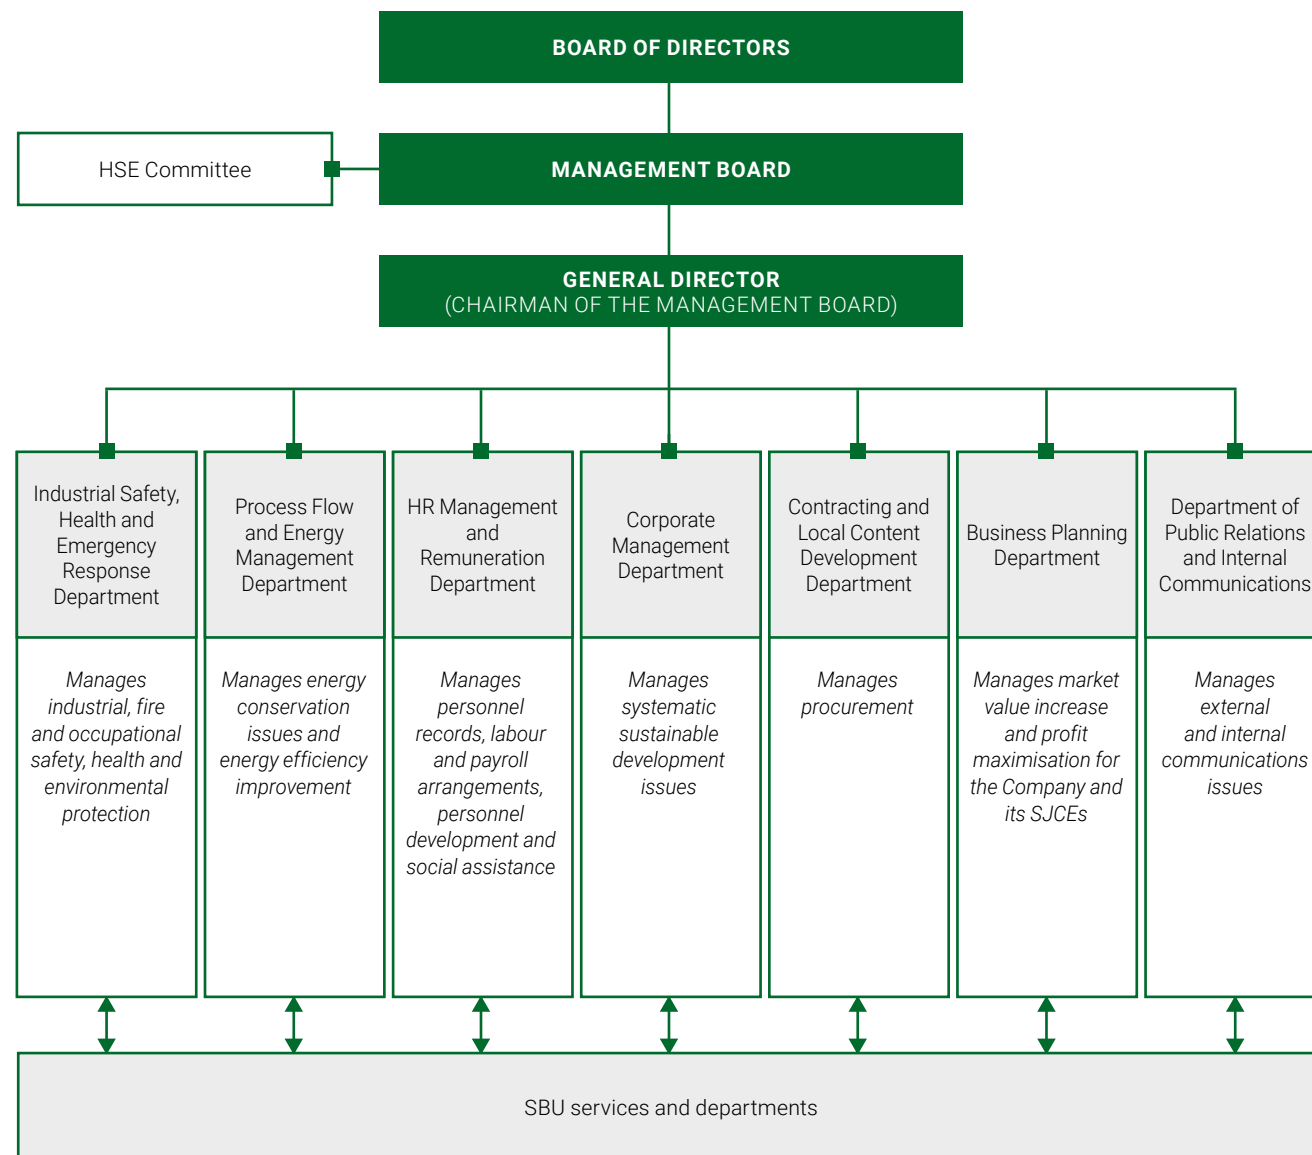 BOARD OF DIRECTORS
HSE Committee
MANAGEMENT BOARD
GENERAL DIRECTOR
(CHAIRMAN OF THE MANAGEMENT BOARD)
Industrial Safety,
Health and
Emergency
Response
Department
Process Flow
and Energy
Management
Department
HR Management
and
Remuneration
Department
Corporate
Management
Department
Contracting and
Local Content
Development
Department
Business Planning
Department
Department of
Public Relations
and Internal
Communications
Manages
industrial, fire
and occupational
safety, health and
environmental
protection
Manages energy
conservation
issues and
energy efficiency
improvement
Manages
personnel
records, labour
and payroll
arrangements,
personnel
development and
social assistance
Manages
systematic
sustainable
development
issues
Manages
procurement
Manages market
value increase
and profit
maximisation for
the Company and
its SJCEs
Manages
external
and internal
communications
issues
SBU services and departments